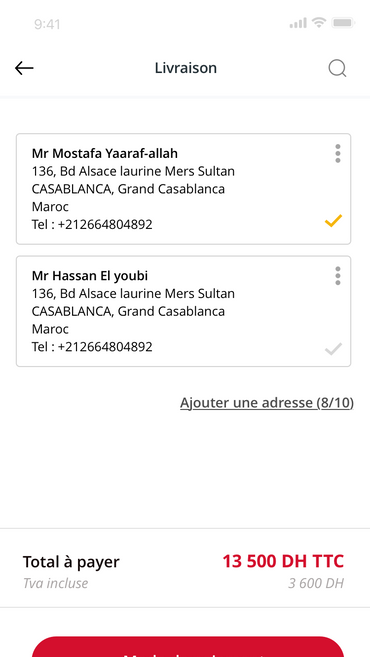 9:41
Livraison
Mr Mostafa Yaaraf-allah
136, Bd Alsace laurine Mers Sultan
CASABLANCA, Grand Casablanca
Maroc
Tel : +212664804892
Mr Hassan El youbi
136, Bd Alsace laurine Mers Sultan
CASABLANCA, Grand Casablanca
Maroc
Tel : +212664804892
Ajouter une adresse (8/10)
Total à payer 13 500 DH TTC
Tva incluse 3 600 DH